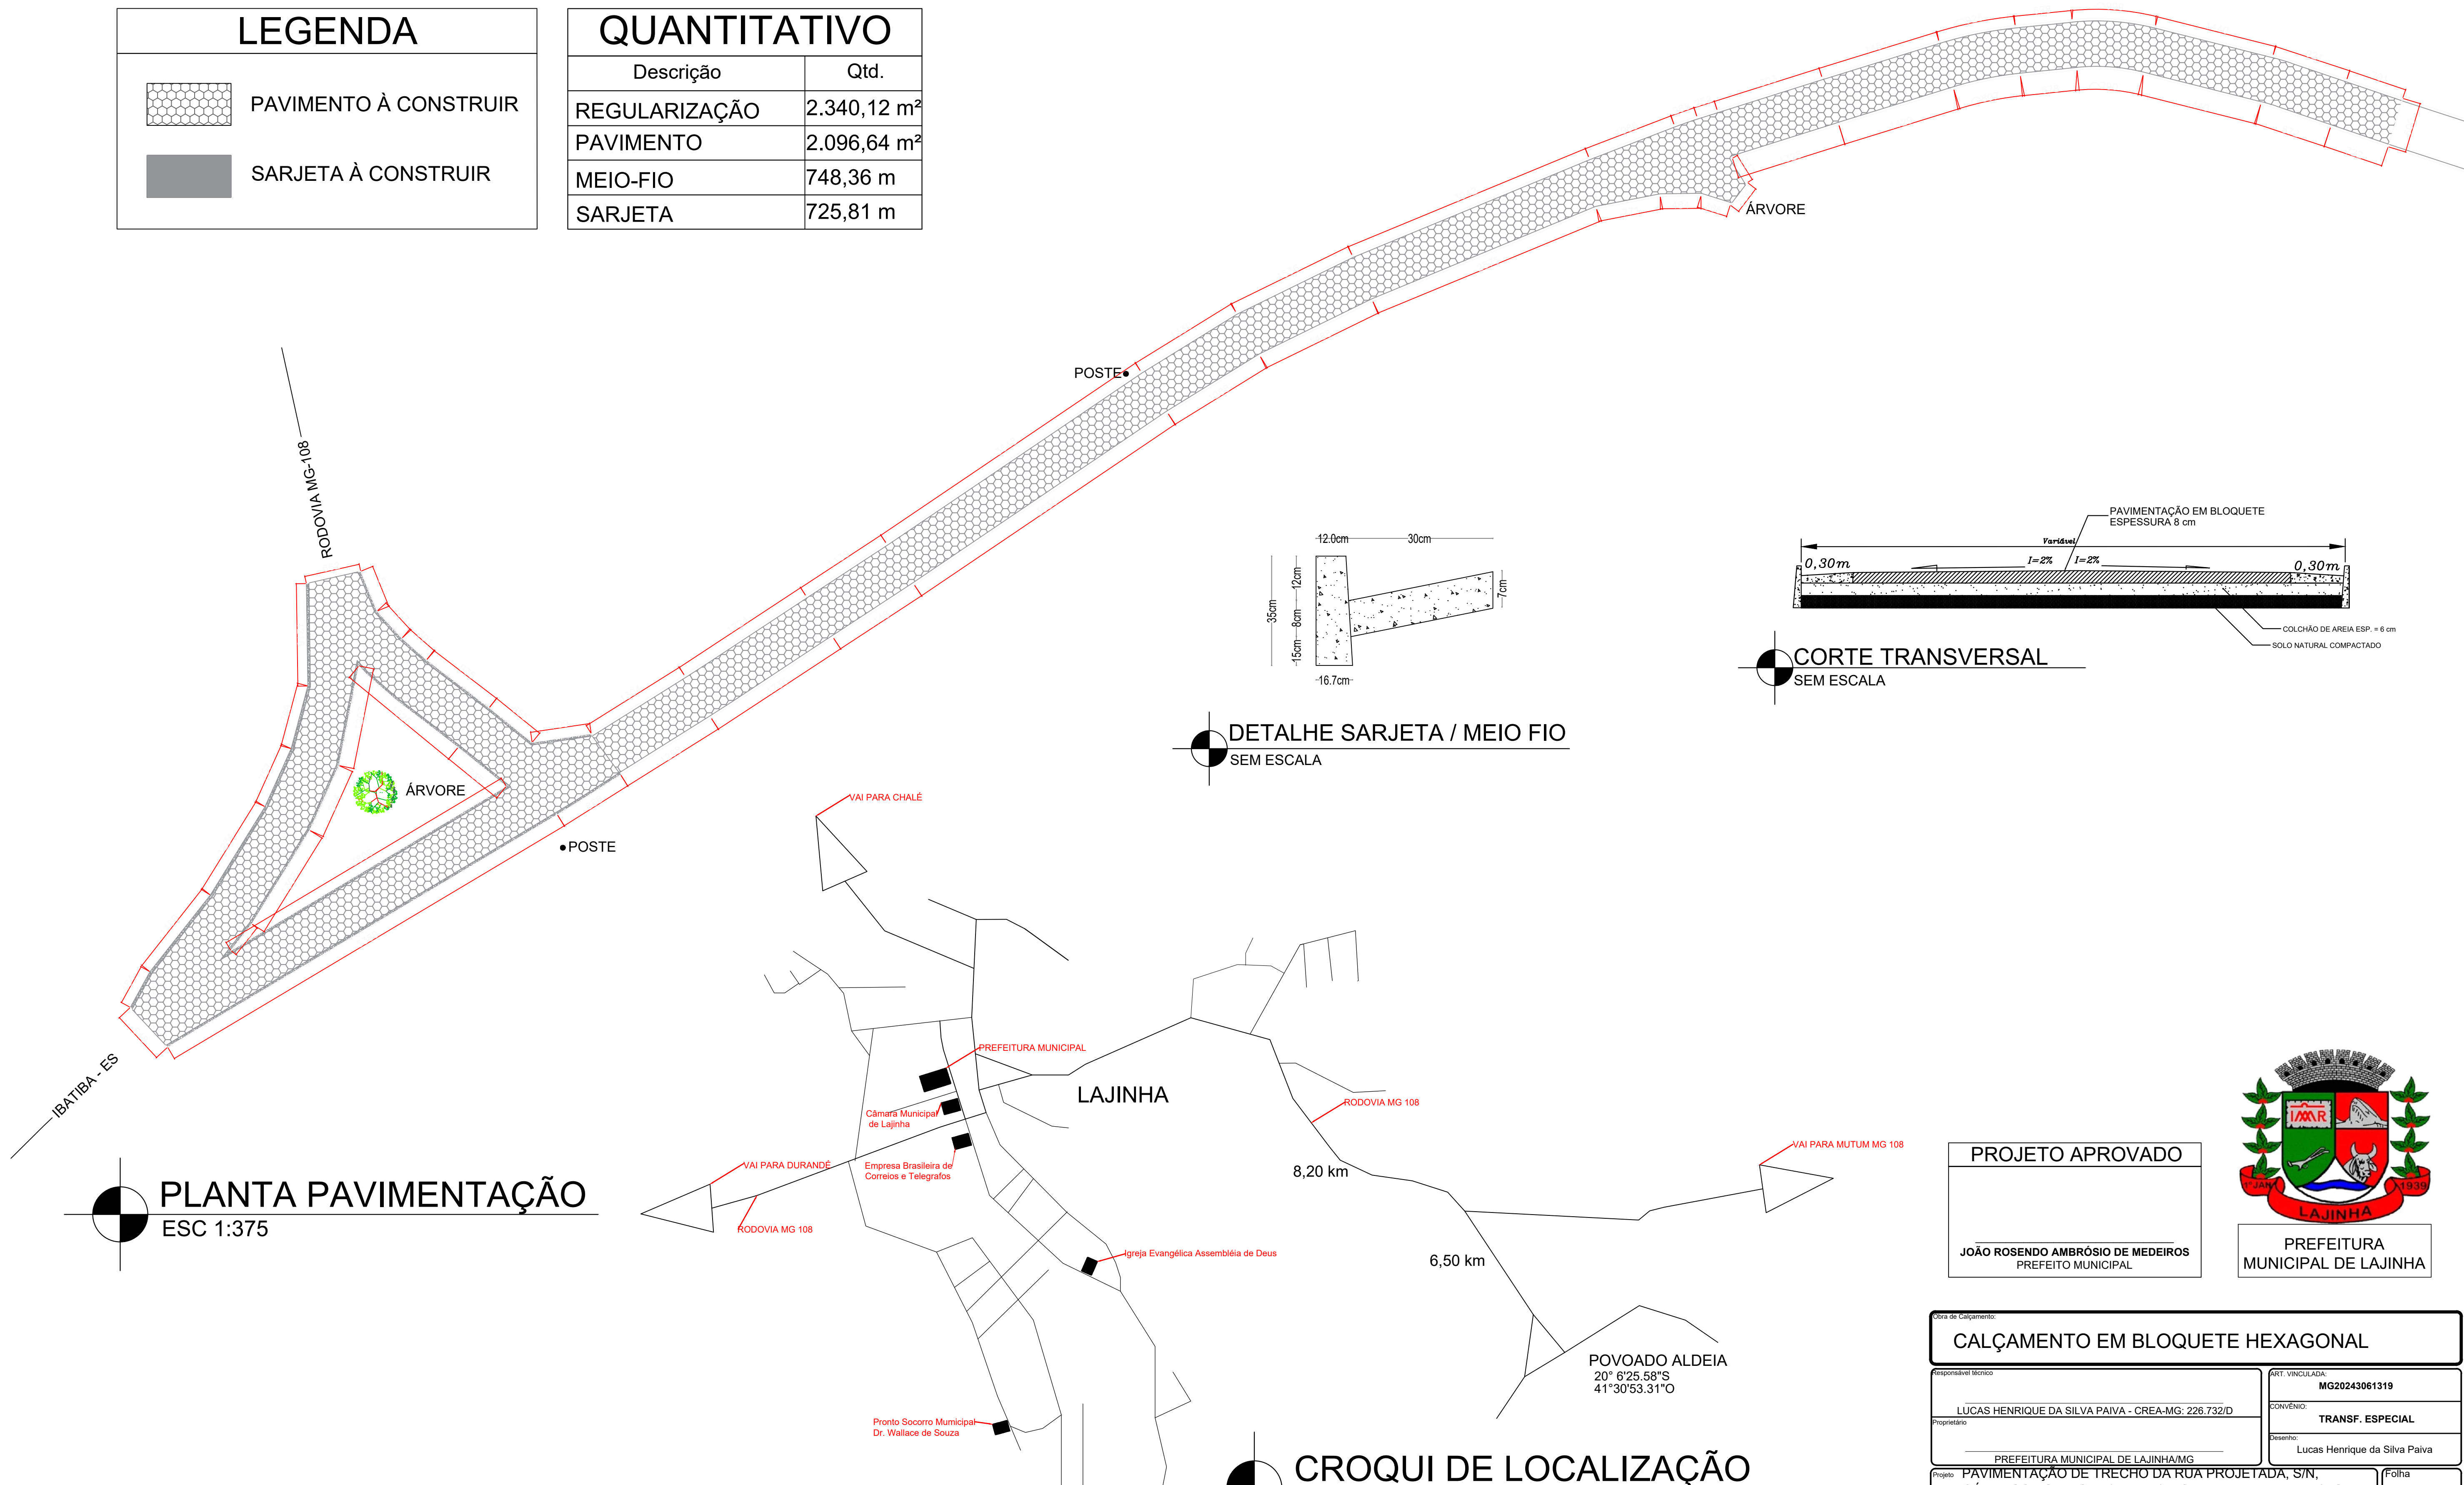 LEGENDA
PAVIMENTO À CONSTRUIR
SARJETA À CONSTRUIR
QUANTITATIVO
Descrição Qtd.
REGULARIZAÇÃO 2.340,12 m²
PAVIMENTO 2.096,64 m²
MEIO-FIO 748,36 m
SARJETA 725,81 m
ÁRVORE
POSTE
RODOVIA MG-108
ÁRVORE
POSTE
IBATIBA - ES
PLANTA PAVIMENTAÇÃO
ESC 1:375
12.0cm 30cm
35cm
12cm
8cm
15cm
7cm
16.7cm
DETALHE SARJETA / MEIO FIO
SEM ESCALA
PAVIMENTAÇÃO EM BLOQUETE
ESPESSURA 8 cm
Variável
0,30m I=2% I=2% 0,30m
COLCHÃO DE AREIA ESP. = 6 cm
SOLO NATURAL COMPACTADO
CORTE TRANSVERSAL
SEM ESCALA
VAI PARA CHALÉ
PREFEITURA MUNICIPAL
LAJINHA
Câmara Municipal
de Lajinha
Empresa Brasileira de
Correios e Telegrafos
VAI PARA DURANDÉ
RODOVIA MG 108
RODOVIA MG 108
8,20 km
VAI PARA MUTUM MG 108
6,50 km
Igreja Evangélica Assembléia de Deus
POVOADO ALDEIA
20° 6'25.58"S
41°30'53.31"O
Pronto Socorro Mumicipal
Dr. Wallace de Souza
CROQUI DE LOCALIZAÇÃO
PROJETO APROVADO
JOÃO ROSENDO AMBRÓSIO DE MEDEIROS
PREFEITO MUNICIPAL
1°JAN 1939
LAJINHA
PREFEITURA
MUNICIPAL DE LAJINHA
Obra de Calçamento:
CALÇAMENTO EM BLOQUETE HEXAGONAL
Responsável técnico
LUCAS HENRIQUE DA SILVA PAIVA - CREA-MG: 226.732/D
Proprietário
PREFEITURA MUNICIPAL DE LAJINHA/MG
ART. VINCULADA:
MG20243061319
CONVÊNIO:
TRANSF. ESPECIAL
Desenho:
Lucas Henrique da Silva Paiva
Projeto PAVIMENTAÇÃO DE TRECHO DA RUA PROJETADA, S/N,
Folha